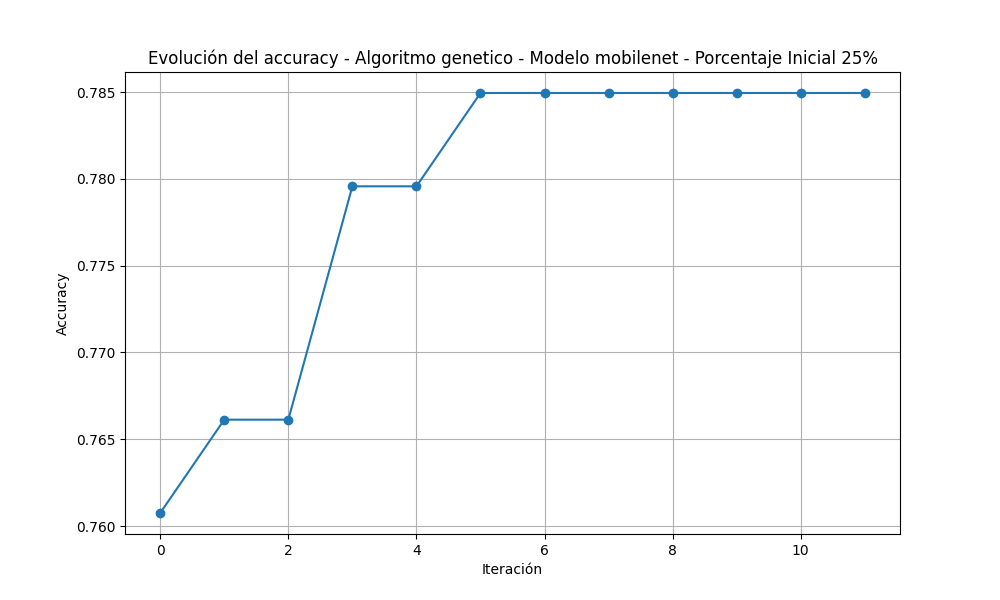 Evolución del accuracy - Algoritmo genetico - Modelo mobilenet - Porcentaje Inicial 25%
0.785
0.780
0.775
0.770
0.765
0.760
Accuracy
0 2 4 6 8 10
Iteración